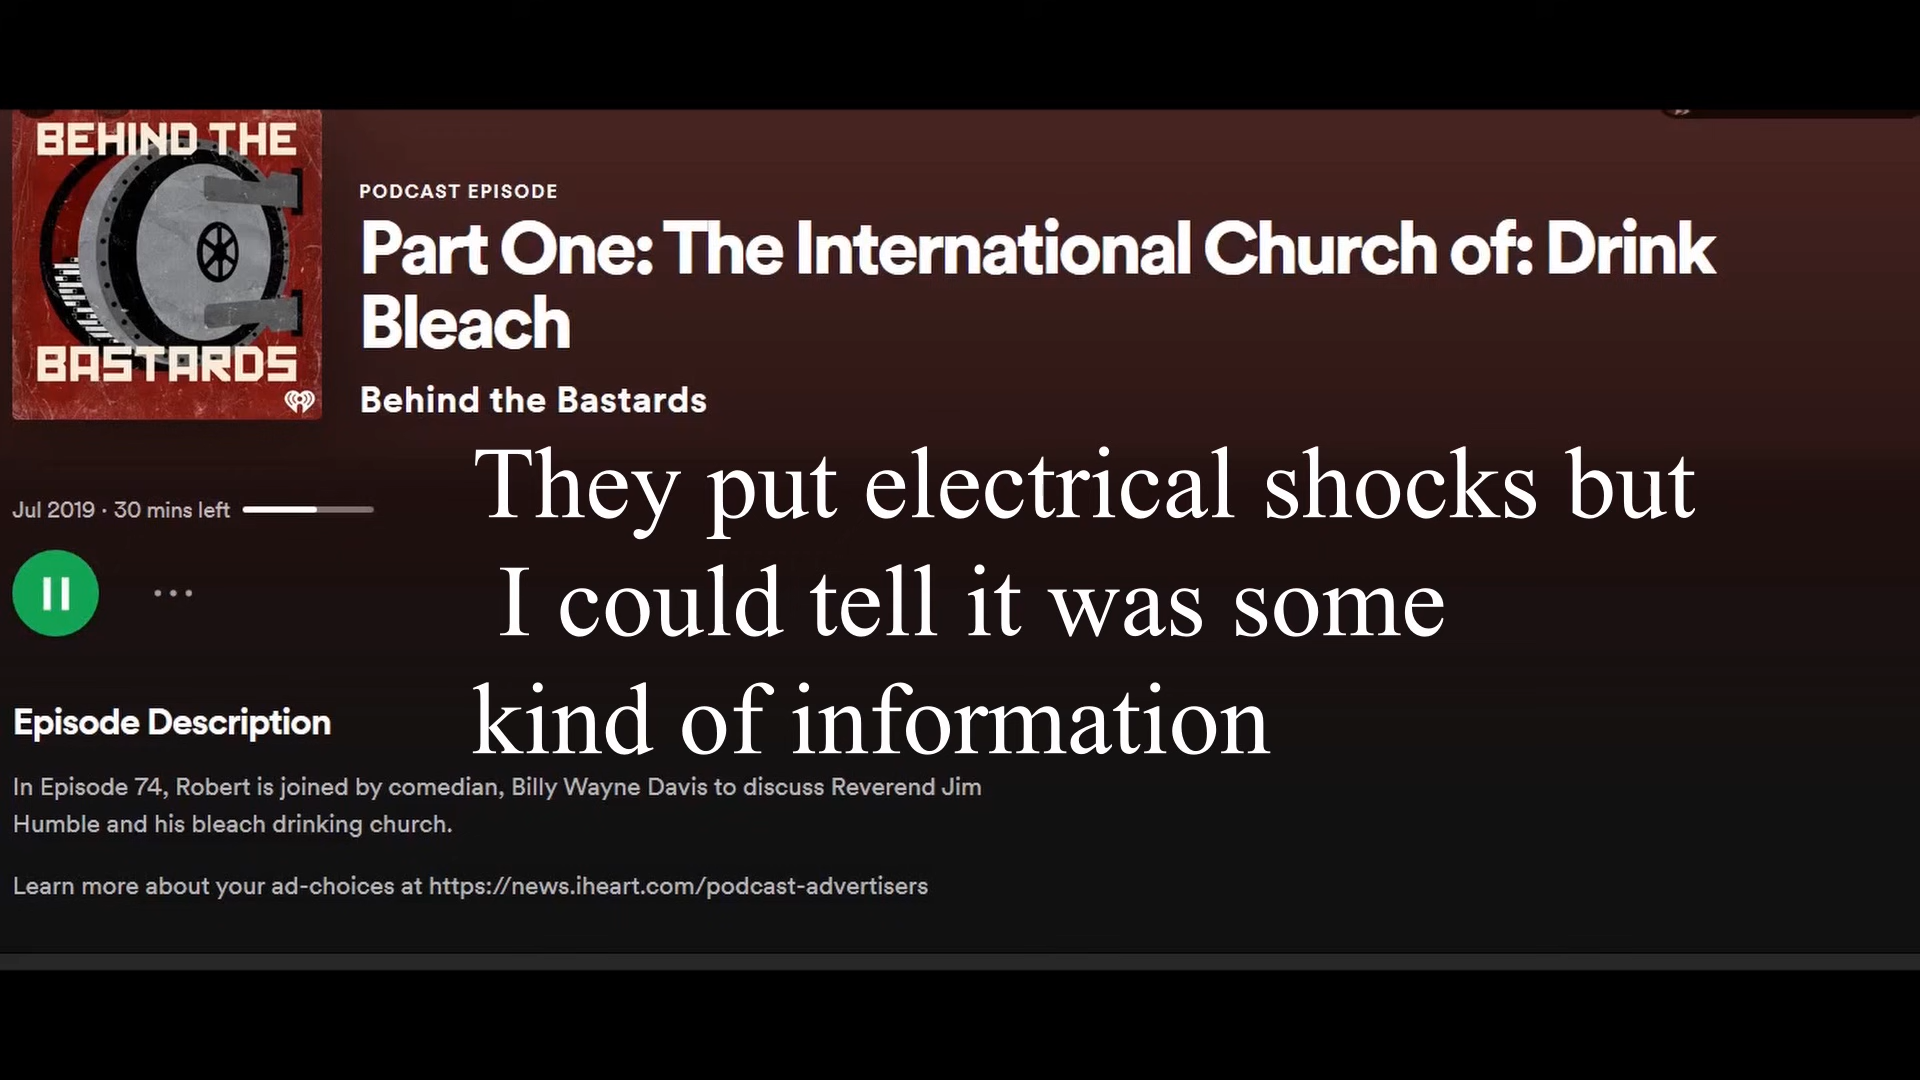 BEHIND THE
BASTARDS
PODCAST EPISODE
Part One: The International Church of: Drink
Bleach
Behind the Bastards
They put electrical shocks but
I could tell it was some
kind of information
Jul 2019 · 30 mins left
Episode Description
In Episode 74, Robert is joined by comedian, Billy Wayne Davis to discuss Reverend Jim
Humble and his bleach drinking church.
Learn more about your ad-choices at https://news.iheart.com/podcast-advertisers